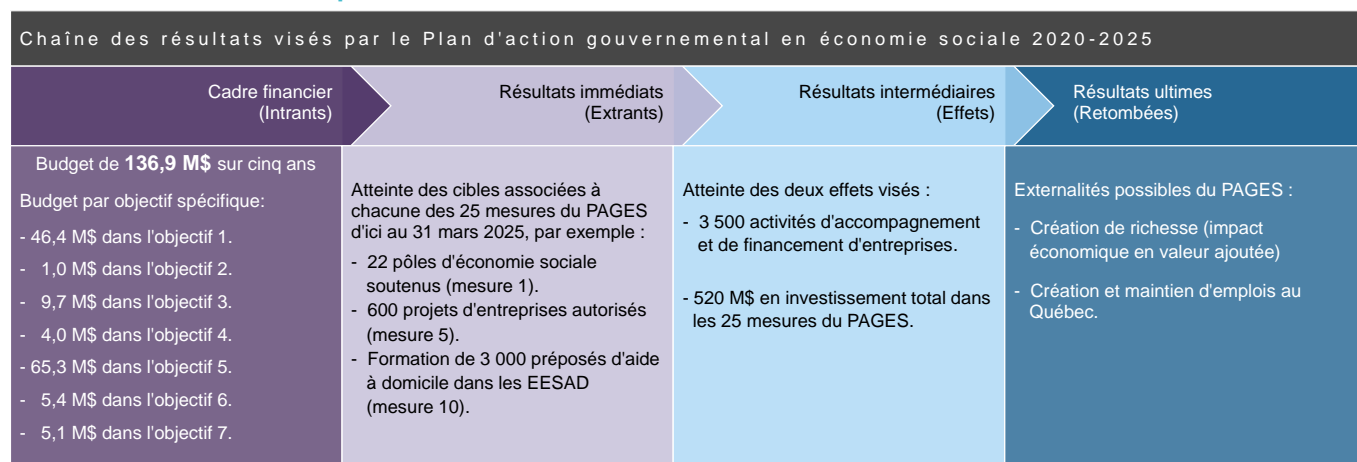 Chaîne des résultats visés par le Plan d'action gouvernemental en économie sociale 2020-2025
Cadre financier
(Intrants)
Budget de 136,9 M$ sur cinq ans
Budget par objectif spécifique:
- 46,4 M$ dans l'objectif 1.
- 1,0 M$ dans l'objectif 2.
- 9,7 M$ dans l'objectif 3.
- 4,0 M$ dans l'objectif 4.
- 65,3 M$ dans l'objectif 5.
- 5,4 M$ dans l'objectif 6.
- 5,1 M$ dans l'objectif 7.
Résultats immédiats
(Extrants)
Atteinte des cibles associées à
chacune des 25 mesures du PAGES
d'ici au 31 mars 2025, par exemple :
- 22 pôles d'économie sociale
soutenus (mesure 1).
- 600 projets d'entreprises autorisés
(mesure 5).
- Formation de 3 000 préposés d'aide
à domicile dans les EESAD
(mesure 10).
Résultats intermédiaires
(Effets)
Atteinte des deux effets visés :
- 3 500 activités d'accompagnement
et de financement d'entreprises.
- 520 M$ en investissement total dans
les 25 mesures du PAGES.
Résultats ultimes
(Retombées)
Externalités possibles du PAGES :
- Création de richesse (impact
économique en valeur ajoutée)
- Création et maintien d'emplois au
Québec.